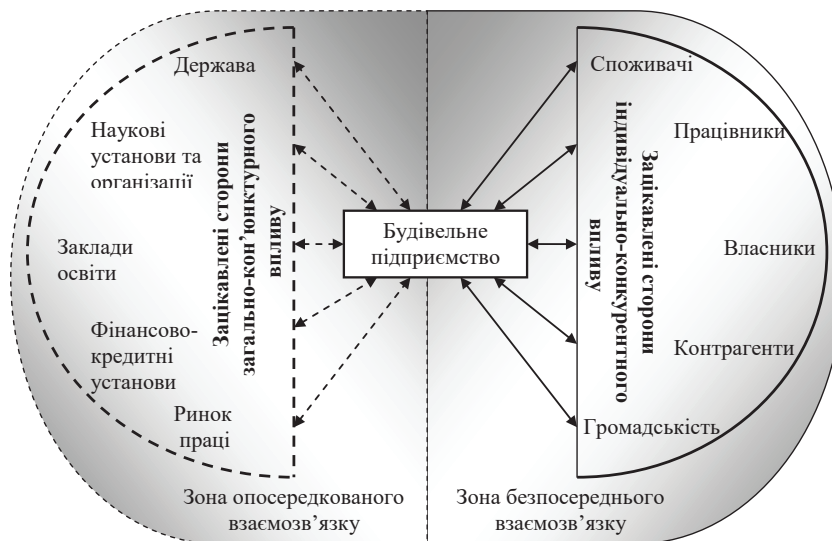 Держава
Наукові
установи та
організації
Заклади
освіти
Фінансово-
кредитні
установи
Ринок
праці
Зацікавлені сторони
загально-кон’юнктурного
впливу
Будівельне
підприємство
Зацікавлені сторони
індивідуально-конкурентного
впливу
Споживачі
Працівники
Власники
Контрагенти
Громадськість
Зона опосередкованого
взаємозв’язку
Зона безпосереднього
взаємозв’язку